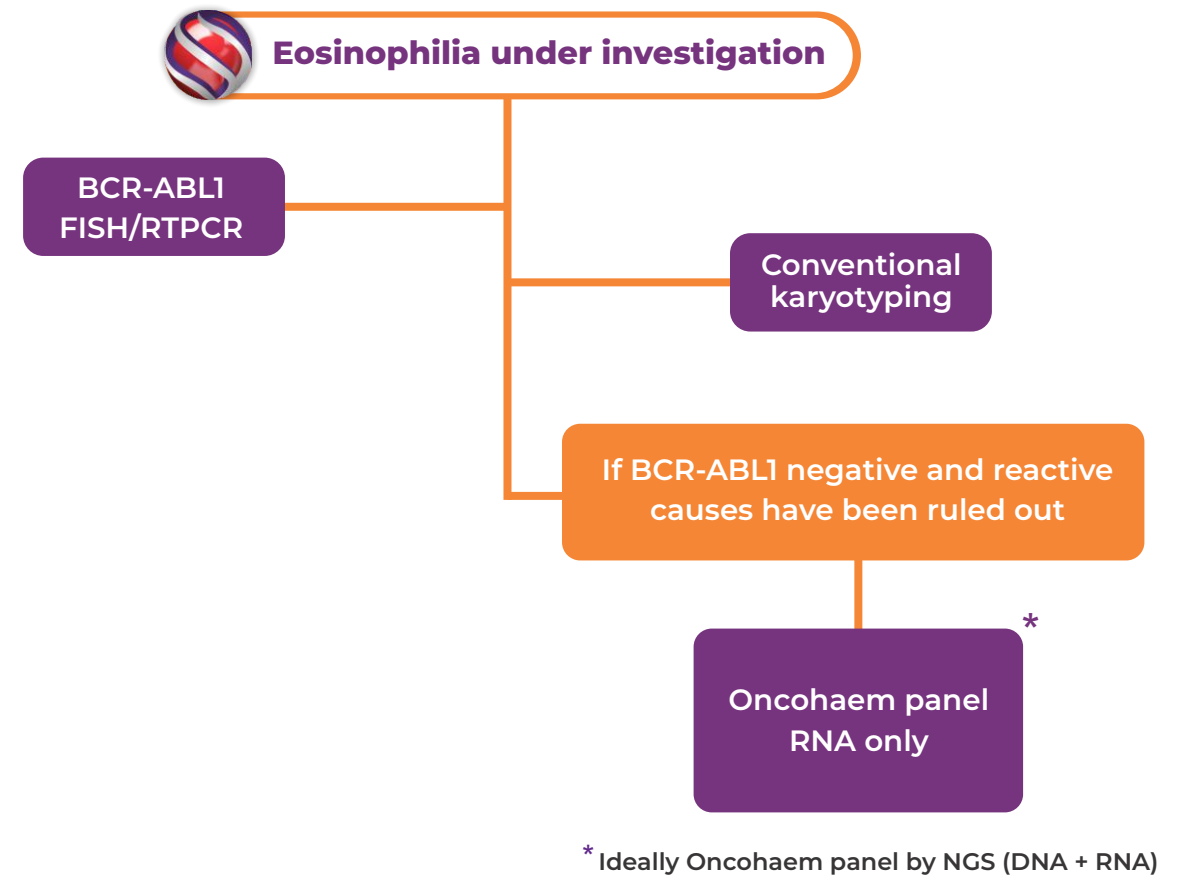 Eosinophilia under investigation
BCR-ABL1
FISH/RTPCR
Conventional
karyotyping
If BCR-ABL1 negative and reactive
causes have been ruled out
*
Oncohaem panel
RNA only
* Ideally Oncohaem panel by NGS (DNA + RNA)